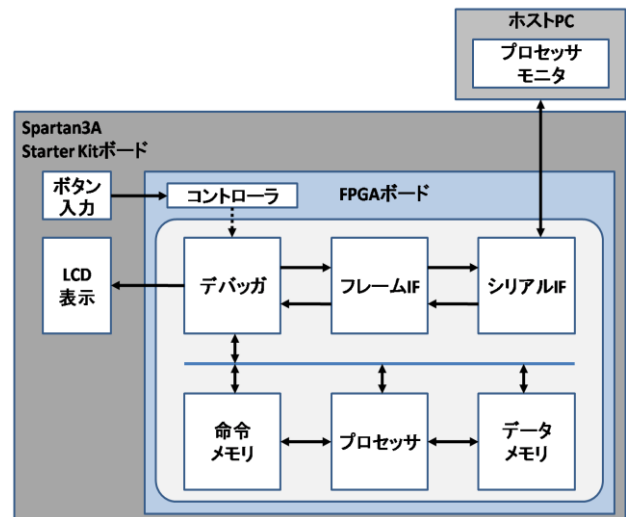 ホストPC
プロセッサ
モニタ
Spartan3A
Starter Kitボード
ボタン
入力
コントローラ
FPGAボード
LCD
表示
デバッガ
フレームIF
シリアルIF
命令
メモリ
プロセッサ
データ
メモリ